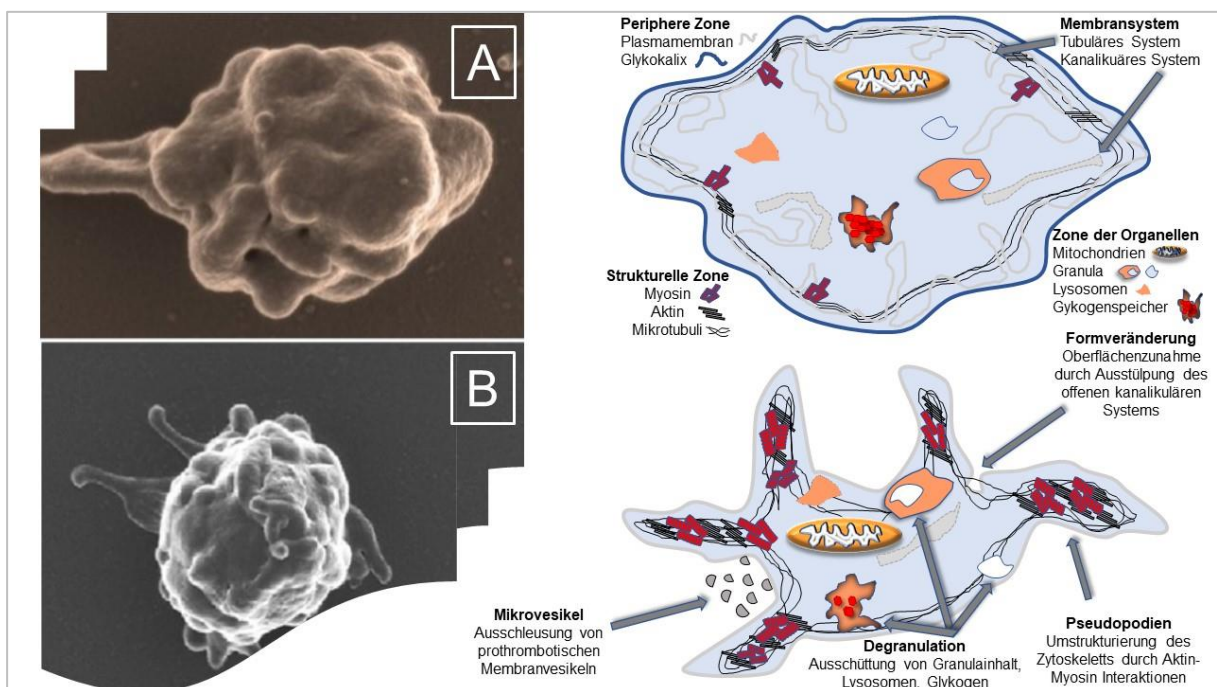 A
Periphere Zone
Plasmamembran
Glykokalix
Membransystem
Tubuläres System
Kanalikuäres System
Strukturelle Zone
Myosin
Aktin
Mikrotubuli
Zone der Organellen
Mitochondrien
Granula
Lysosomen
Gykogenspeicher
B
Formveränderung
Oberflächenzunahme
durch Ausstülpung des
offenen kanalikulären
Systems
Mikrovesikel
Ausschleusung von
prothrombotischen
Membranvesikeln
Degranulation
Ausschüttung von Granulainhalt,
Lysosomen, Glykogen
Pseudopodien
Umstrukturierung des
Zytoskeletts durch Aktin-
Myosin Interaktionen